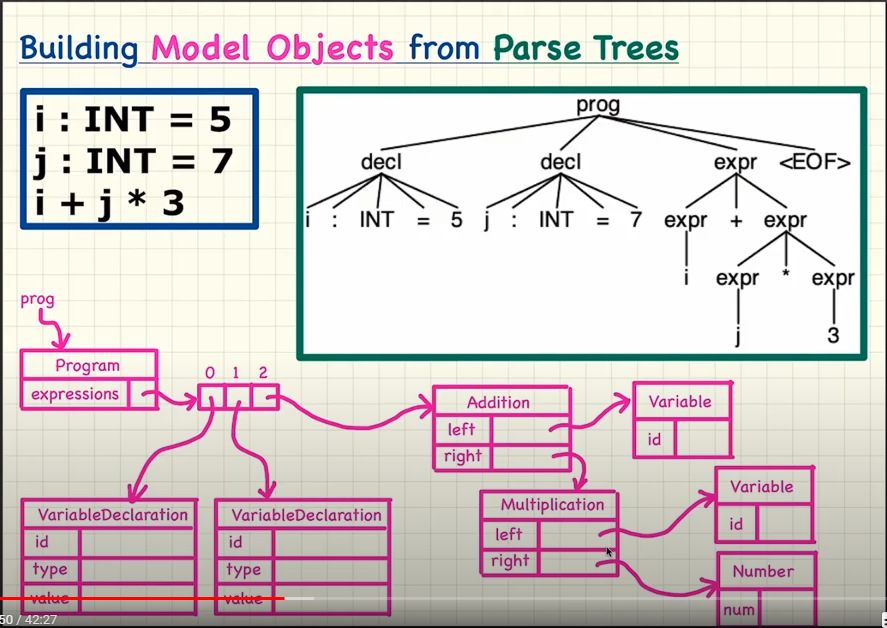 Building Model Objects from Parse Trees
i : INT = 5
j : INT = 7
i + j * 3
prog
decl decl expr <EOF>
i : INT = 5 j : INT = 7 expr + expr
i expr * expr
j 3
prog
Program
expressions
0 1 2
Addition
left
right
Variable
id
VariableDeclaration
id
type
value
VariableDeclaration
id
type
value
Multiplication
left
right
Variable
id
Number
num
50 / 42:27